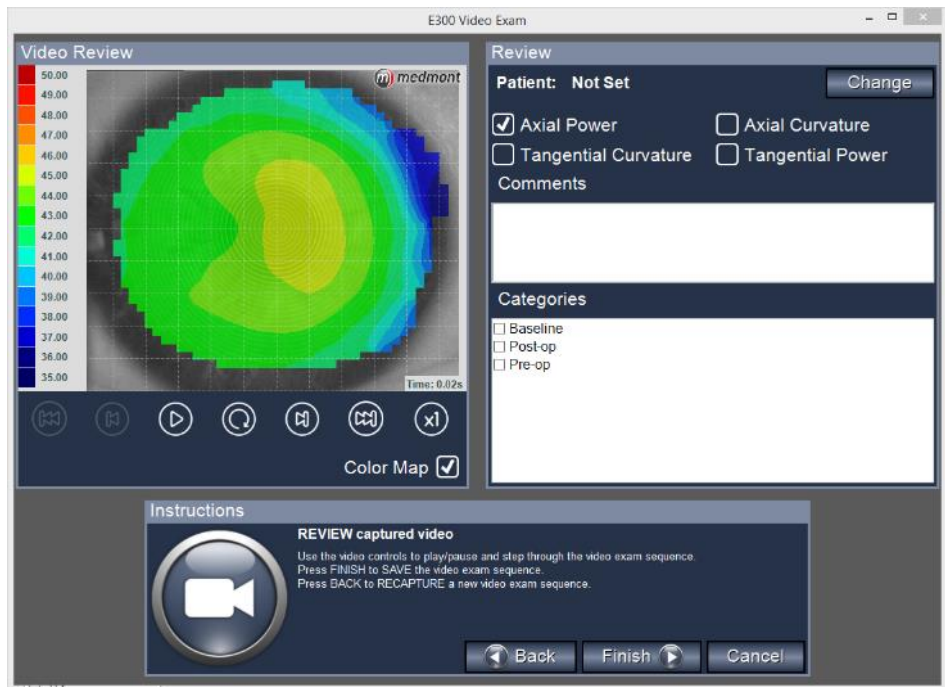 E300 Video Exam
Video Review
50.00
49.00
48.00
47.00
46.00
45.00
44.00
43.00
42.00
41.00
40.00
39.00
38.00
37.00
36.00
35.00
m medmont
Time: 0.02s
x1
Color Map
Review
Patient: Not Set
Change
Axial Power
Axial Curvature
Tangential Curvature
Tangential Power
Comments
Categories
Baseline
Post-op
Pre-op
Instructions
REVIEW captured video
Use the video controls to play/pause and step through the video exam sequence.
Press FINISH to SAVE the video exam sequence.
Press BACK to RECAPTURE a new video exam sequence.
Back
Finish
Cancel